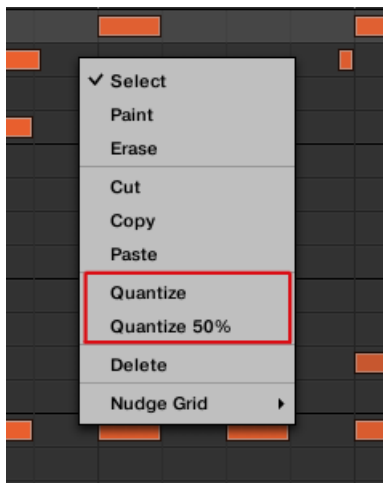 Select
Paint
Erase
Cut
Copy
Paste
Quantize
Quantize 50%
Delete
Nudge Grid